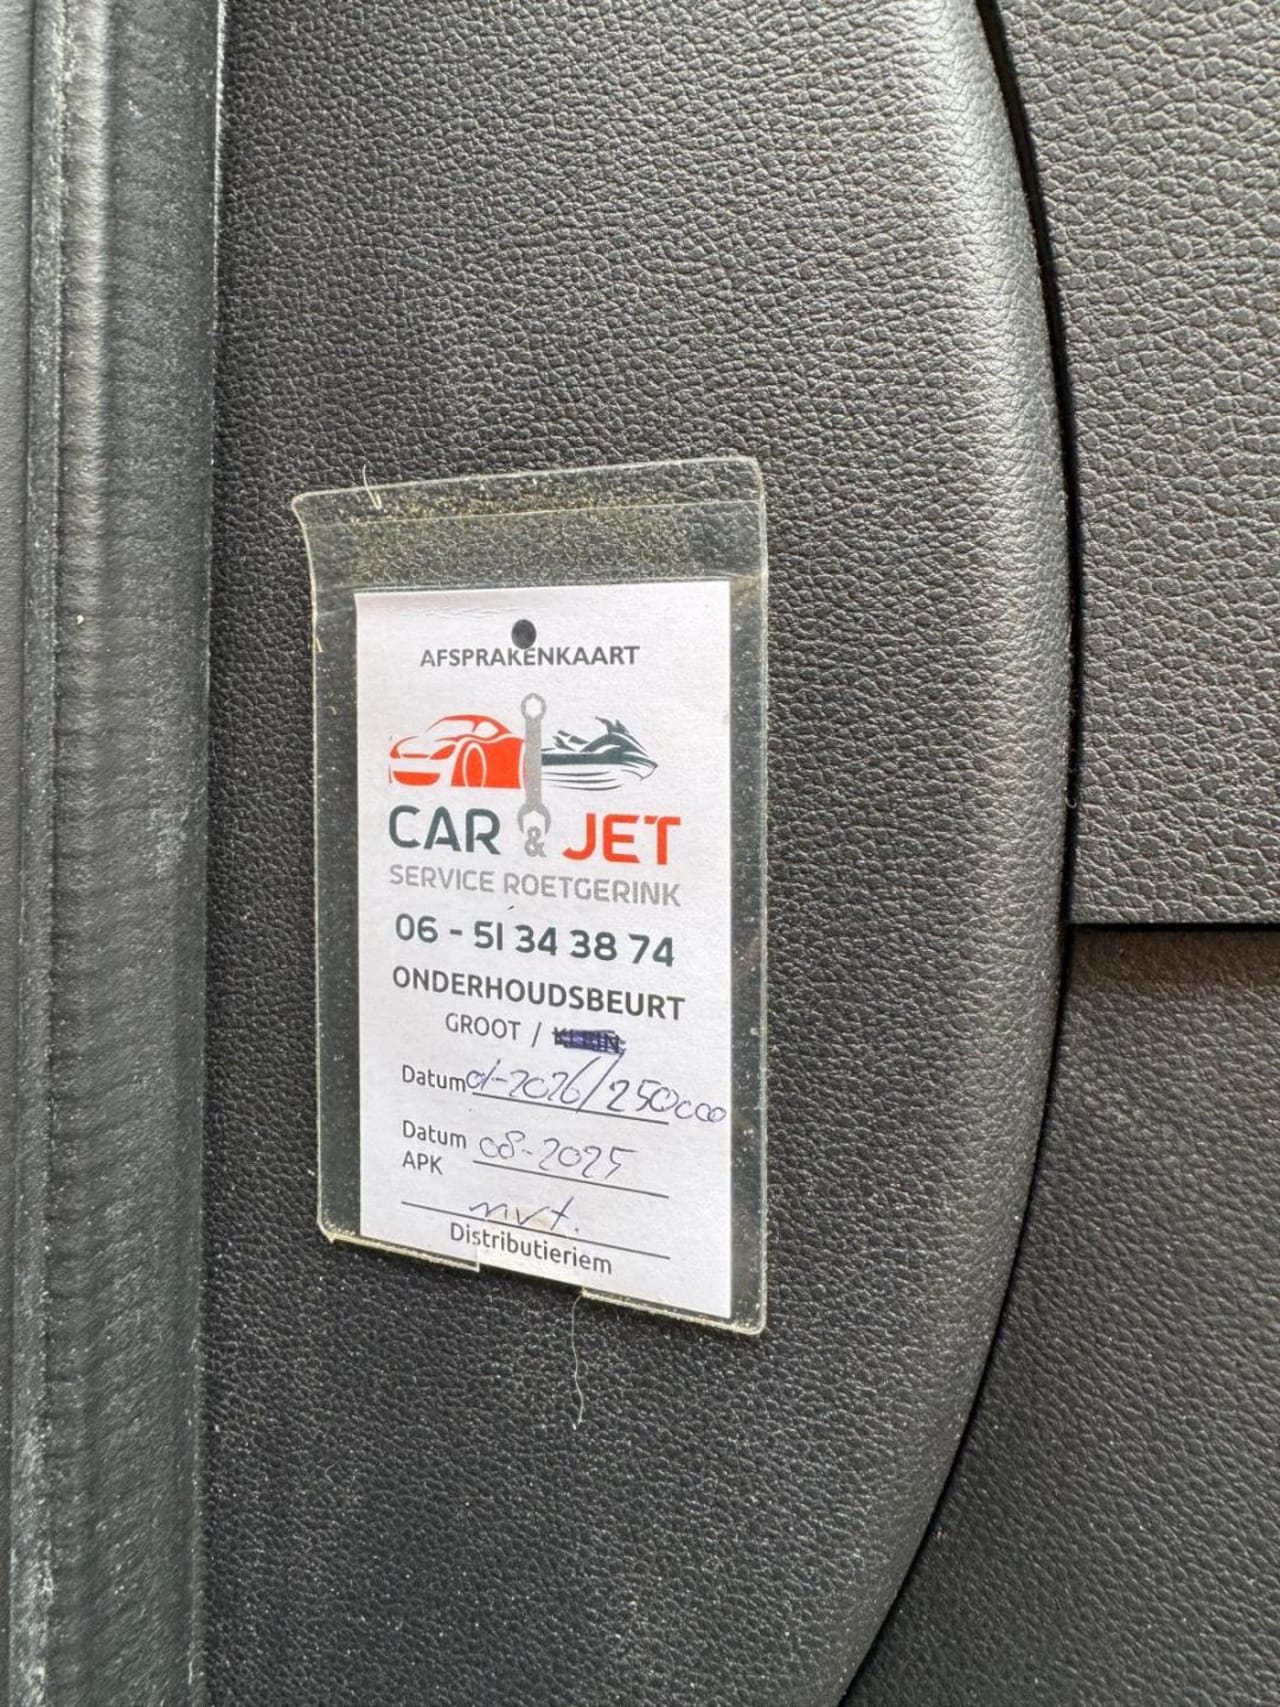 AFSPRAKENKAART
CAR & JET
SERVICE ROETGERINK
06 - 51 34 38 74
ONDERHOUDSBEURT
GROOT / KLEIN
Datum 01-2026/250000
Datum 08-2025
APK
nvt.
Distributieriem